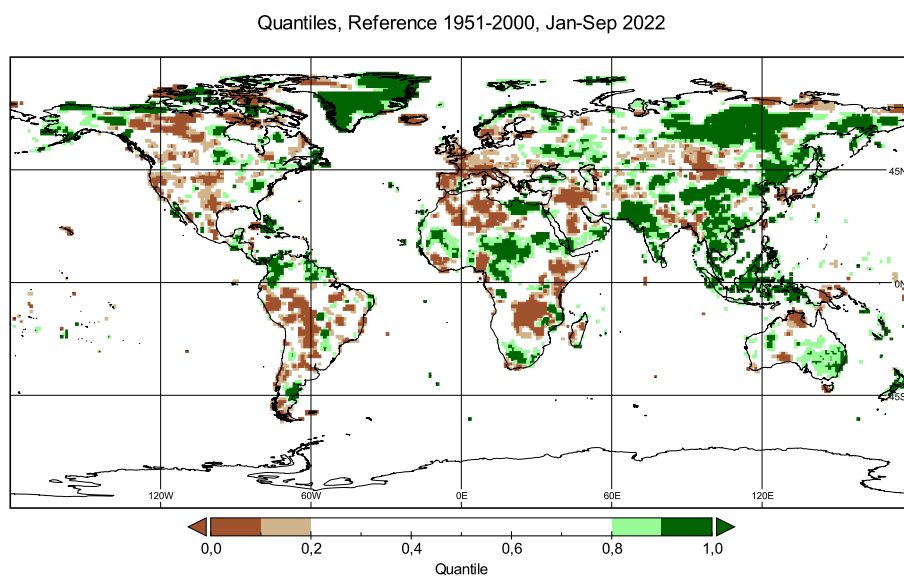 Quantiles, Reference 1951-2000, Jan-Sep 2022
45N
0N
45S
120W 60W 0E 60E 120E
0,0 0,2 0,4 0,6 0,8 1,0
Quantile